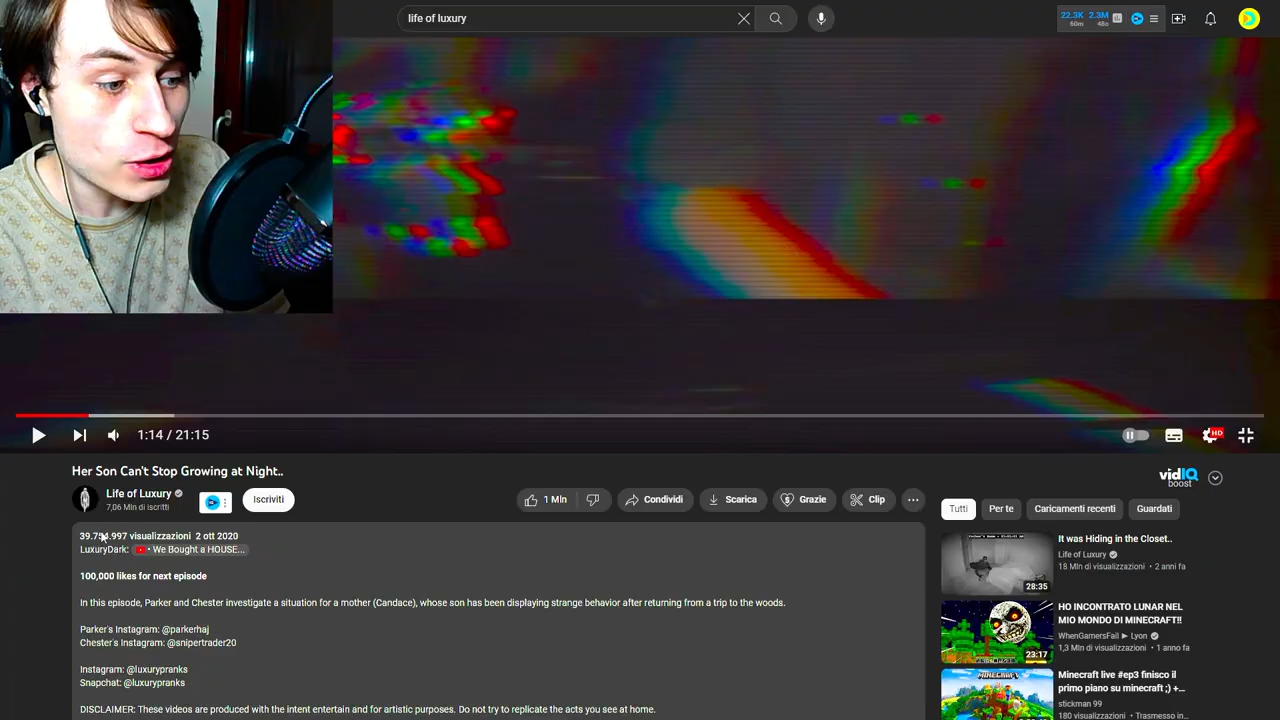 life of luxury
22.3K 2.3M
60m 48o
1:14 / 21:15
HD
Her Son Can't Stop Growing at Night..
vidIQ
boost
Life of Luxury
7,06 Mln di iscritti
Iscriviti
1 Mln
Condividi
Scarica
Grazie
Clip
Tutti
Per te
Caricamenti recenti
Guardati
39.754.997 visualizzazioni 2 ott 2020
LuxuryDark: • We Bought a HOUSE...
100,000 likes for next episode
In this episode, Parker and Chester investigate a situation for a mother (Candace), whose son has been displaying strange behavior after returning from a trip to the woods.
Parker's Instagram: @parkerhaj
Chester's Instagram: @snipertrader20
Instagram: @luxurypranks
Snapchat: @luxurypranks
DISCLAIMER: These videos are produced with the intent entertain and for artistic purposes. Do not try to replicate the acts you see at home.
It was Hiding in the Closet..
Life of Luxury
18 Mln di visualizzazioni • 2 anni fa
28:35
HO INCONTRATO LUNAR NEL
MIO MONDO DI MINECRAFT!!
WhenGamersFail ► Lyon
1,3 Mln di visualizzazioni • 1 anno fa
23:17
MINECRAFT
Minecraft live #ep3 finisco il
primo piano su minecraft ;) +...
stickman 99
180 visualizzazioni • Trasmesso in...